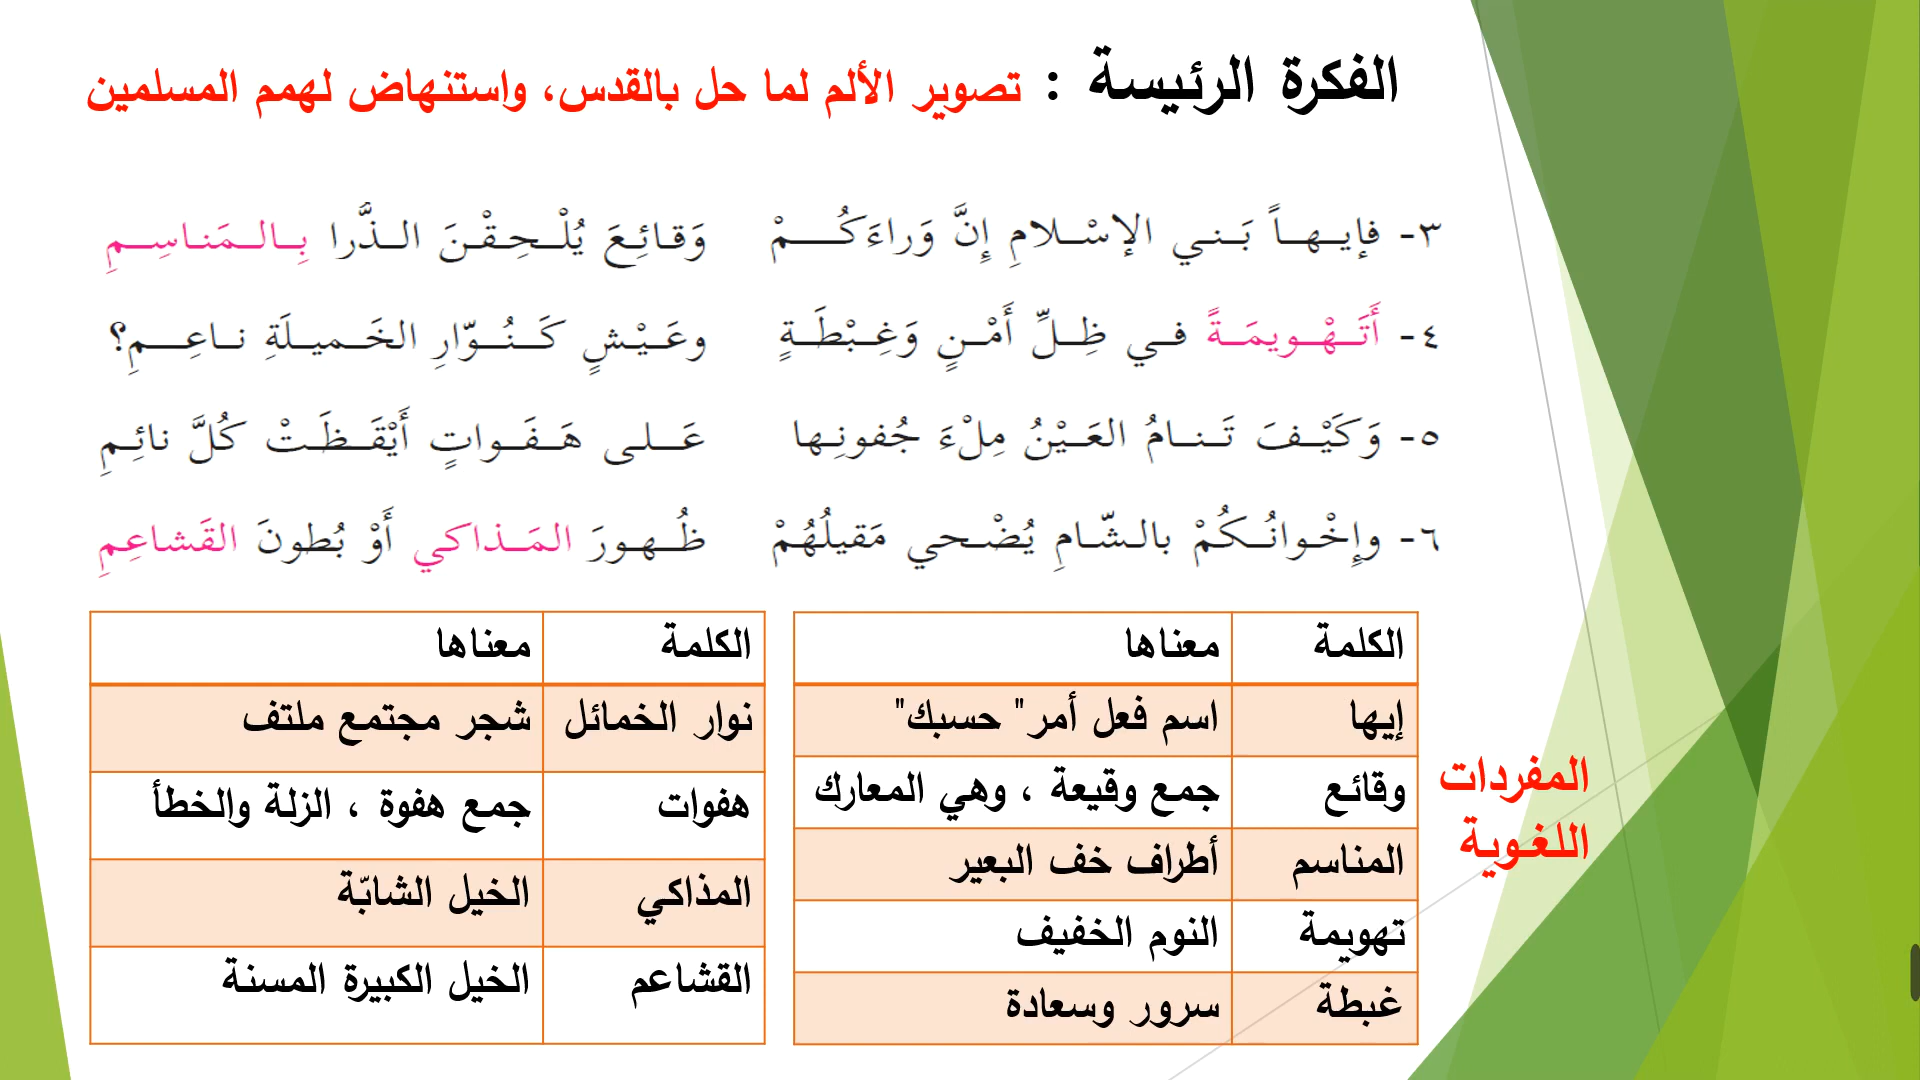 الفكرة الرئيسة : تصوير الألم لما حل بالقدس، واستنهاض لهمم المسلمين
٣- فإيهاً بَني الإسْلامِ إِنَّ وَراءَكُمْ وَقائِعَ يُلْحِقْنَ الذُّرا بِالمَناسِمِ
٤- أَتَهْويمَةً في ظِلِّ أَمْنٍ وَغِبْطَةٍ وعَيْشٍ كَنُوّارِ الخَميلَةِ ناعِمِ؟
٥- وَكَيْفَ تَنامُ العَيْنُ مِلْءَ جُفونِها عَلى هَفَواتٍ أَيْقَظَتْ كُلَّ نائِمِ
٦- وإِخْوانُكُمْ بالشّامِ يُضْحي مَقيلُهُمْ ظُهورَ المَذاكي أَوْ بُطونَ القَشاعِمِ
المفردات
اللغوية
الكلمة معناها
إيها اسم فعل أمر" حسبك"
وقائع جمع وقيعة ، وهي المعارك
المناسم أطراف خف البعير
تهويمة النوم الخفيف
غبطة سرور وسعادة
الكلمة معناها
نوار الخمائل شجر مجتمع ملتف
هفوات جمع هفوة ، الزلة والخطأ
المذاكي الخيل الشابّة
القشاعم الخيل الكبيرة المسنة